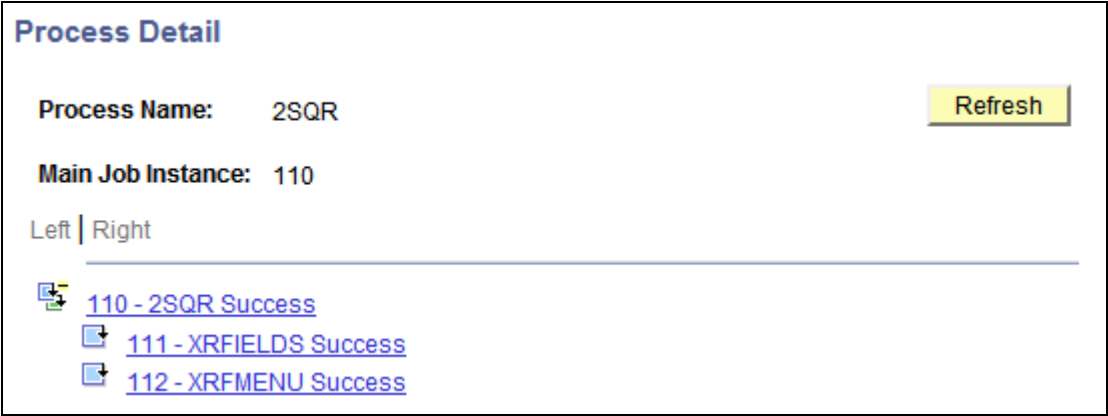 Process Detail
Process Name: 2SQR Refresh
Main Job Instance: 110
Left | Right
110 - 2SQR Success
111 - XRFIELDS Success
112 - XRFMENU Success